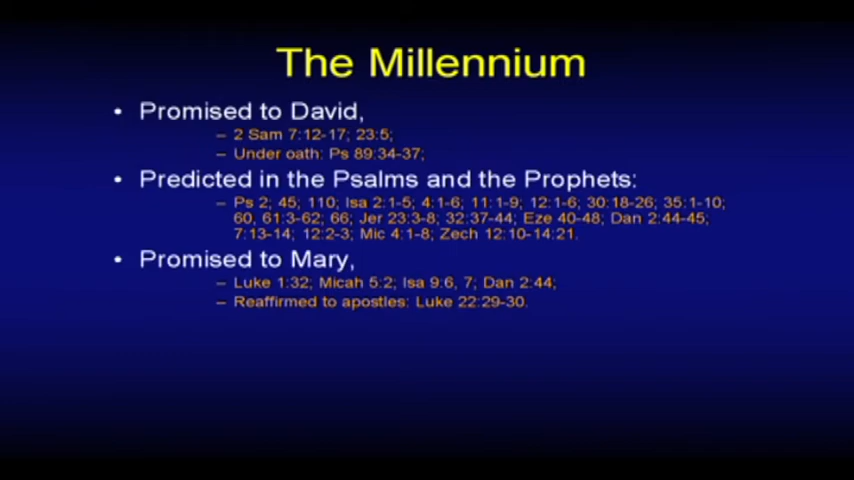 The Millennium
• Promised to David,
– 2 Sam 7:12-17; 23:5;
– Under oath: Ps 89:34-37;
• Predicted in the Psalms and the Prophets:
– Ps 2; 45; 110; Isa 2:1-5; 4:1-6; 11:1-9; 12:1-6; 30:18-26; 35:1-10;
60, 61:3-62; 66; Jer 23:3-8; 32:37-44; Eze 40-48; Dan 2:44-45;
7:13-14; 12:2-3; Mic 4:1-8; Zech 12:10-14:21.
• Promised to Mary,
– Luke 1:32; Micah 5:2; Isa 9:6, 7; Dan 2:44;
– Reaffirmed to apostles: Luke 22:29-30.